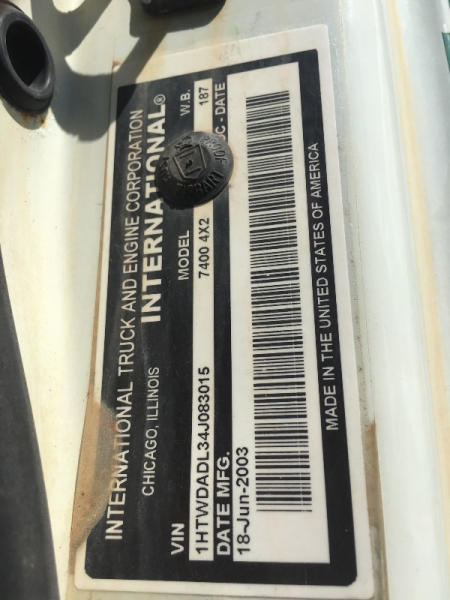 INTERNATIONAL TRUCK AND ENGINE CORPORATION
CHICAGO, ILLINOIS INTERNATIONAL®
VIN MODEL W.B.
1HTWDADL34J083015 7400 4X2 187
DATE MFG. - DATE
18-Jun-2003
MADE IN THE UNITED STATES OF AMERICA